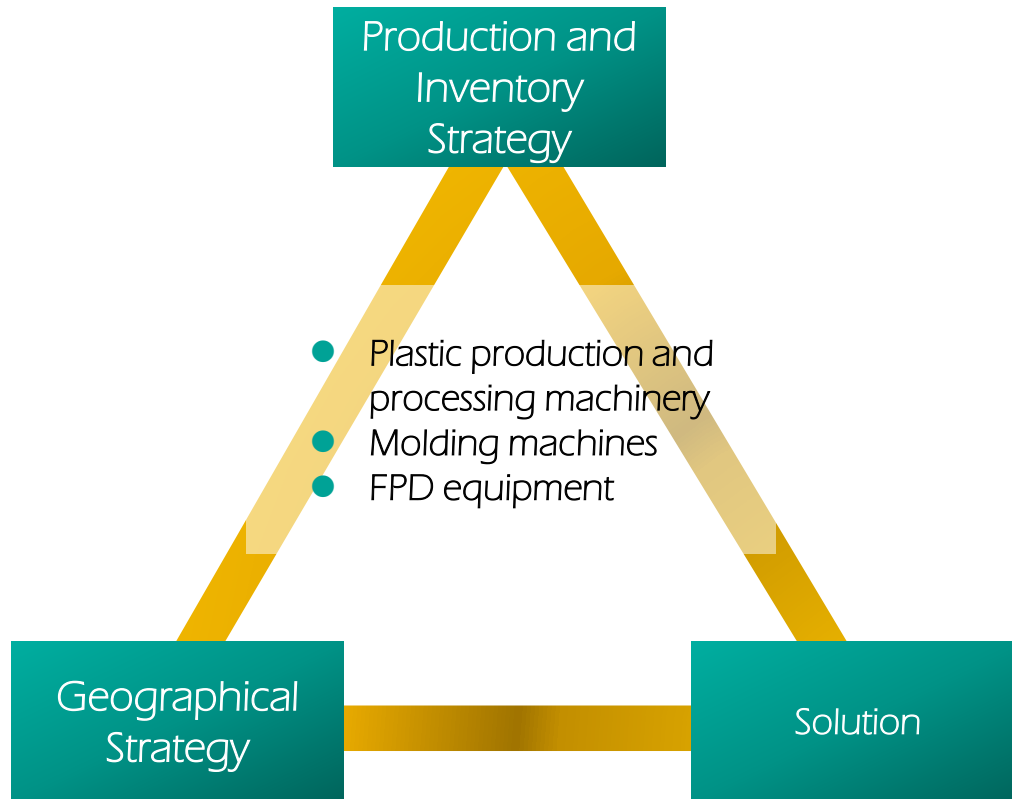 Production and
Inventory
Strategy
Plastic production and
processing machinery
Molding machines
FPD equipment
Geographical
Strategy
Solution